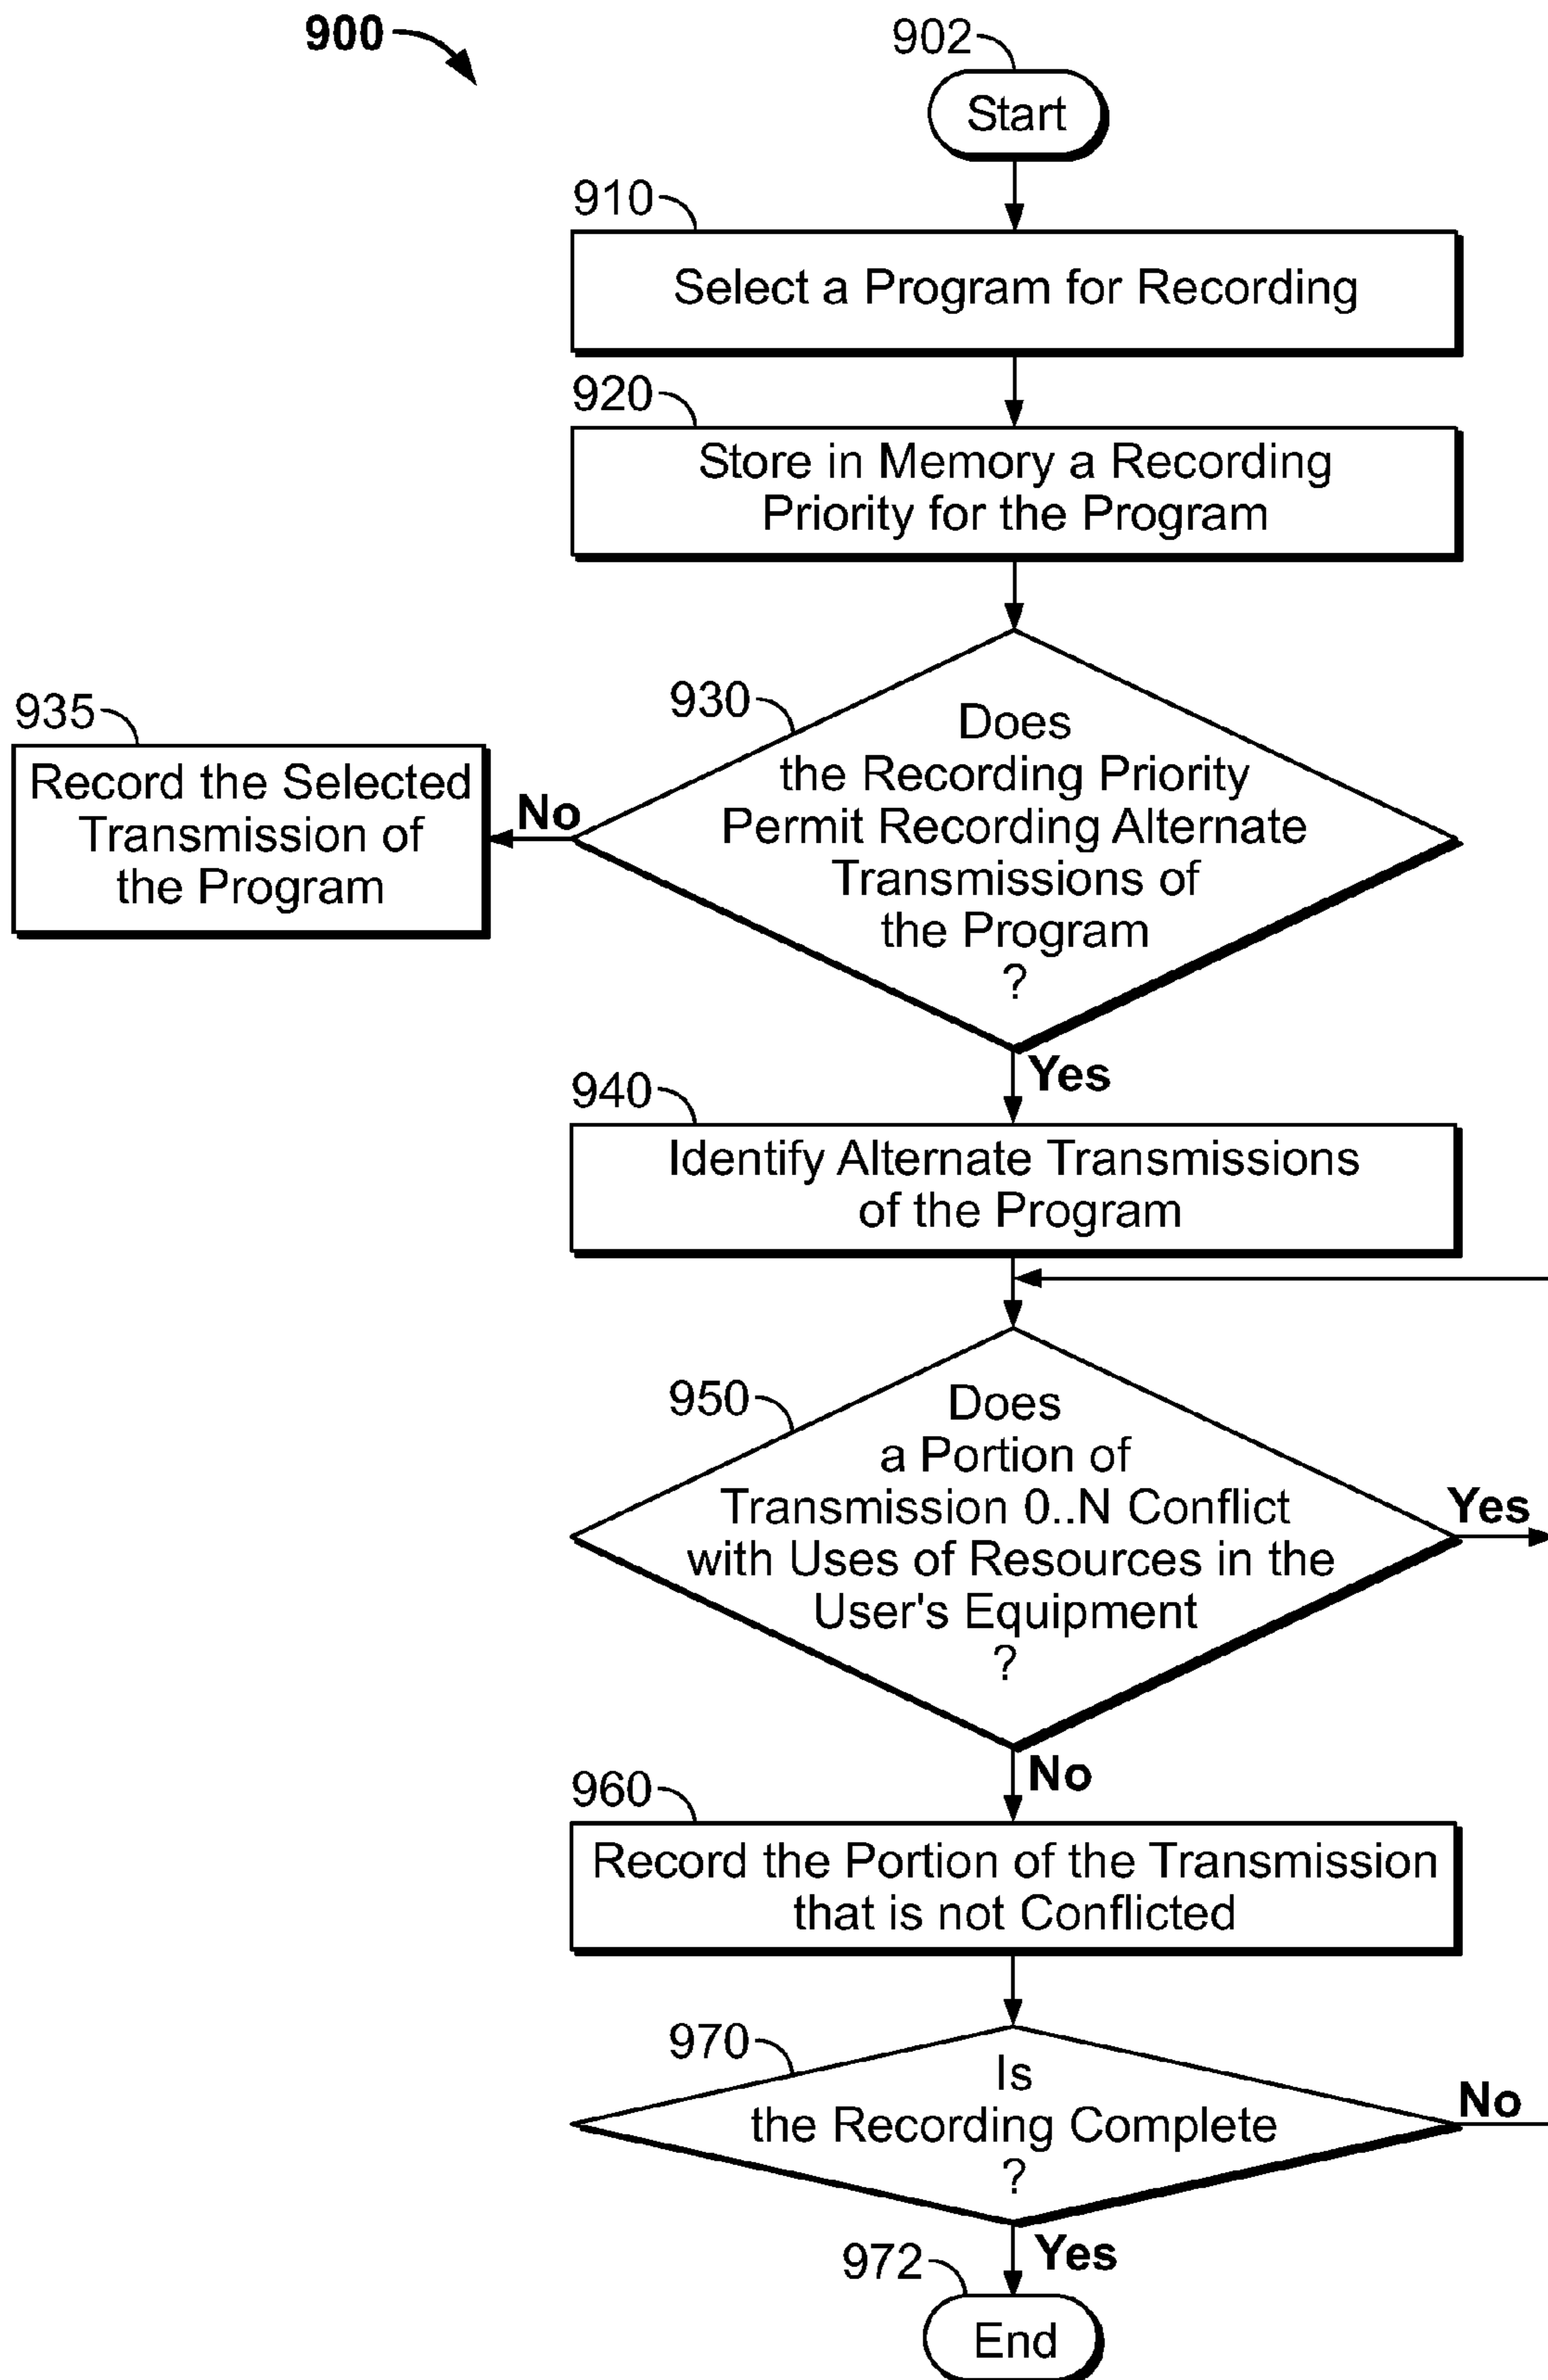 900
902
Start
910
Select a Program for Recording
920
Store in Memory a Recording
Priority for the Program
930
Does
the Recording Priority
Permit Recording Alternate
Transmissions of
the Program
?
935
Record the Selected
Transmission of
the Program
No
Yes
940
Identify Alternate Transmissions
of the Program
950
Does
a Portion of
Transmission 0..N Conflict
with Uses of Resources in the
User's Equipment
?
Yes
No
960
Record the Portion of the Transmission
that is not Conflicted
970
Is
the Recording Complete
?
No
Yes
972
End